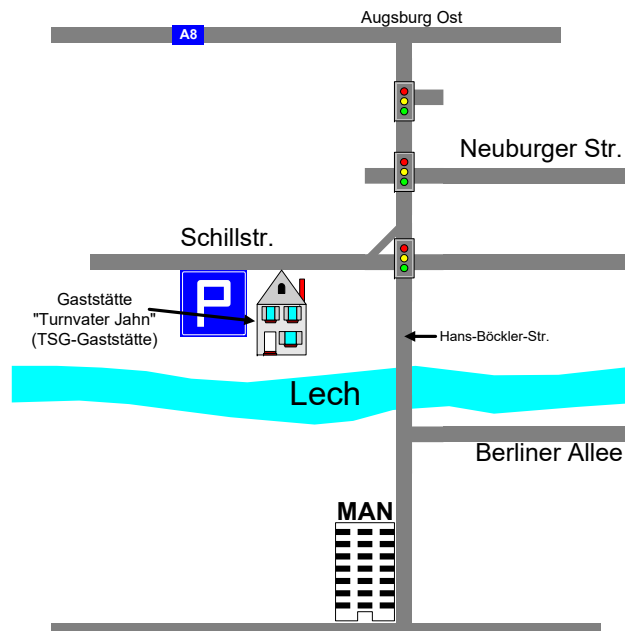 Augsburg Ost
A8
Neuburger Str.
Schillstr.
P
Gaststätte
"Turnvater Jahn"
(TSG-Gaststätte)
Hans-Böckler-Str.
Lech
Berliner Allee
MAN